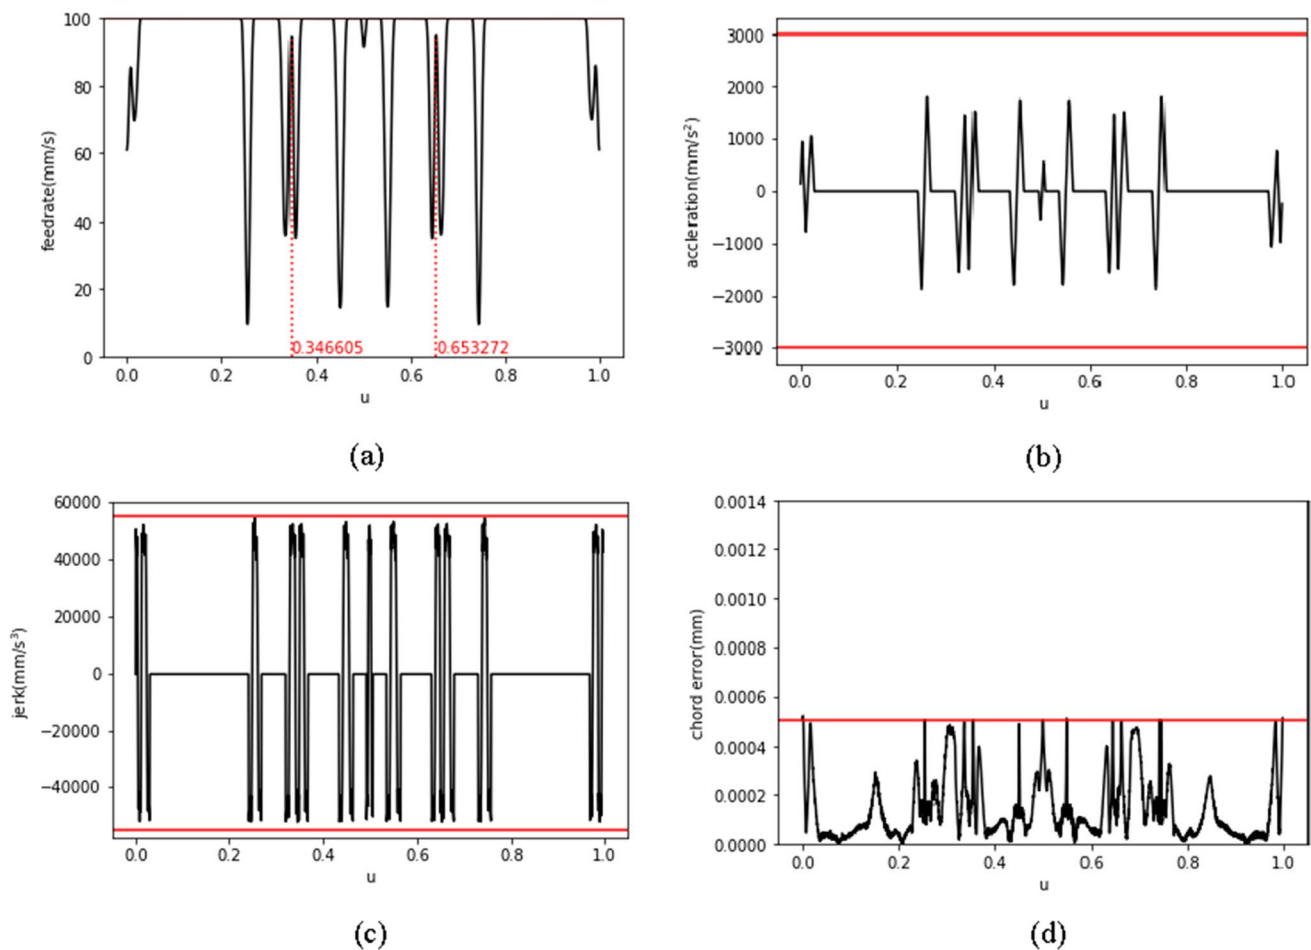 100
80
60
40
20
0
feedrate(mm/s)
0.346605
0.653272
0.0 0.2 0.4 0.6 0.8 1.0
u
(a)
3000
2000
1000
0
−1000
−2000
−3000
accleration(mm/s²)
0.0 0.2 0.4 0.6 0.8 1.0
u
(b)
60000
40000
20000
0
−20000
−40000
jerk(mm/s³)
0.0 0.2 0.4 0.6 0.8 1.0
u
(c)
0.0014
0.0012
0.0010
0.0008
0.0006
0.0004
0.0002
0.0000
chord error(mm)
0.0 0.2 0.4 0.6 0.8 1.0
u
(d)